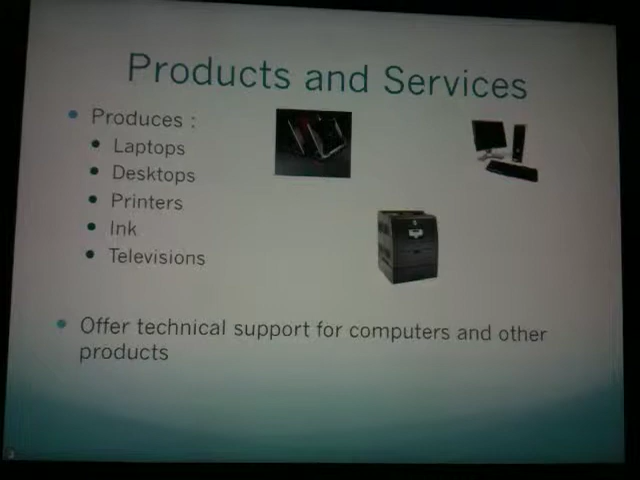 Products and Services
Produces :
Laptops
Desktops
Printers
Ink
Televisions
Offer technical support for computers and other
products